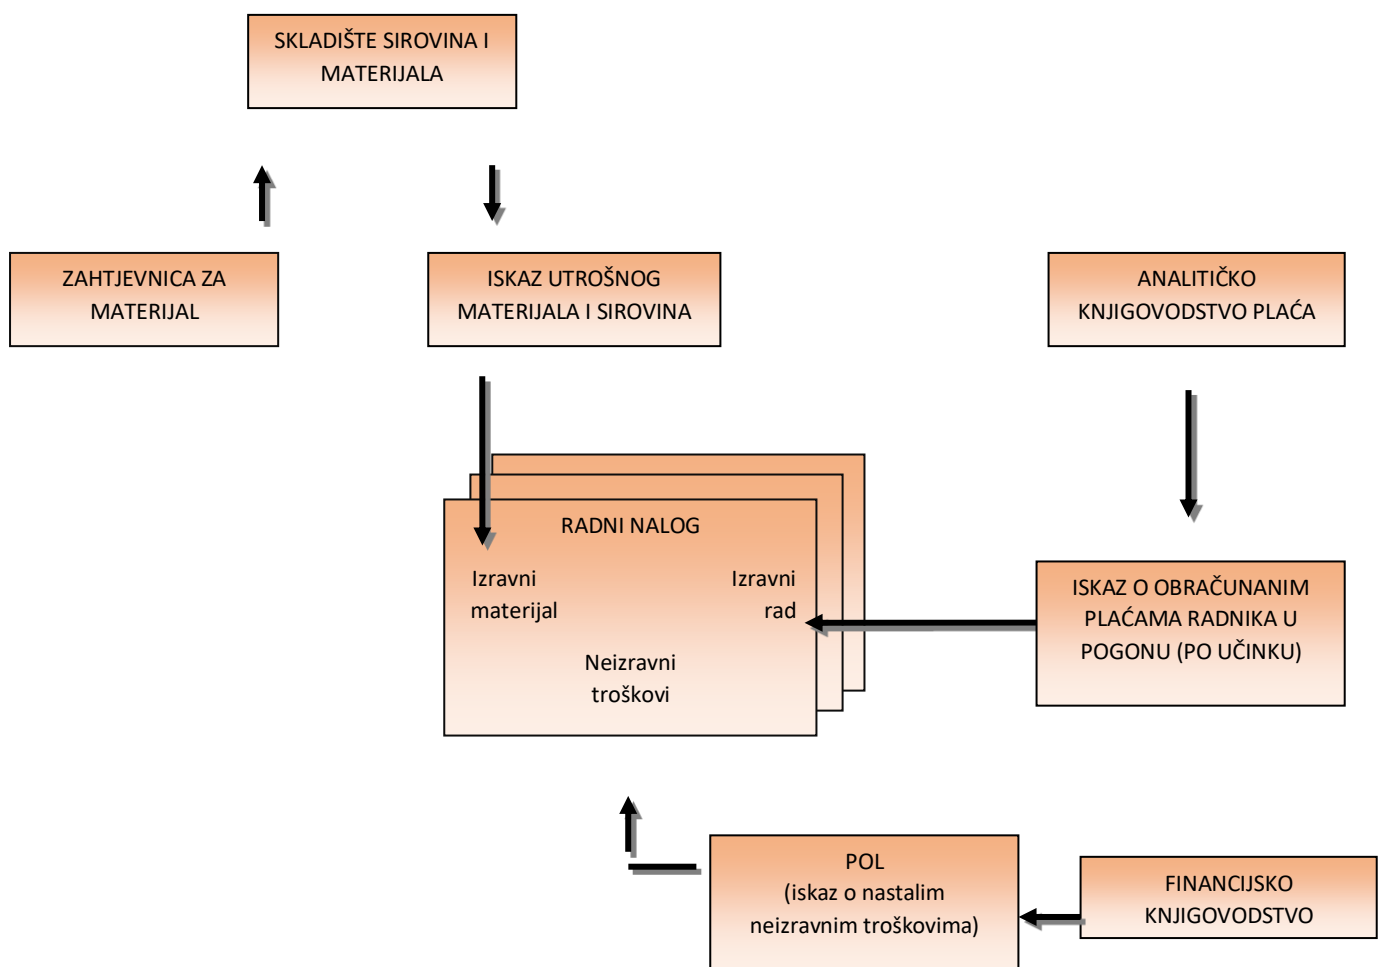 SKLADIŠTE SIROVINA I
MATERIJALA
ZAHTJEVNICA ZA
MATERIJAL
ISKAZ UTROŠNOG
MATERIJALA I SIROVINA
ANALITIČKO
KNJIGOVODSTVO PLAĆA
RADNI NALOG
Izravni
materijal
Izravni
rad
Neizravni
troškovi
ISKAZ O OBRAČUNANIM
PLAĆAMA RADNIKA U
POGONU (PO UČINKU)
POL
(iskaz o nastalim
neizravnim troškovima)
FINANCIJSKO
KNJIGOVODSTVO